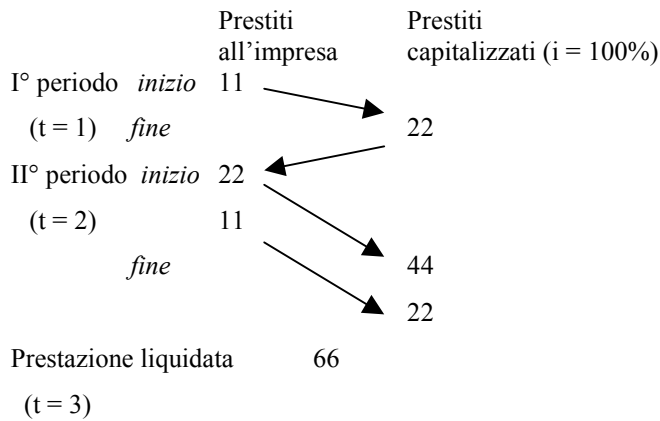 Prestiti Prestiti
all’impresa capitalizzati (i = 100%)
I° periodo inizio 11
(t = 1) fine 22
II° periodo inizio 22
(t = 2) 11
fine 44
22
Prestazione liquidata 66
(t = 3)